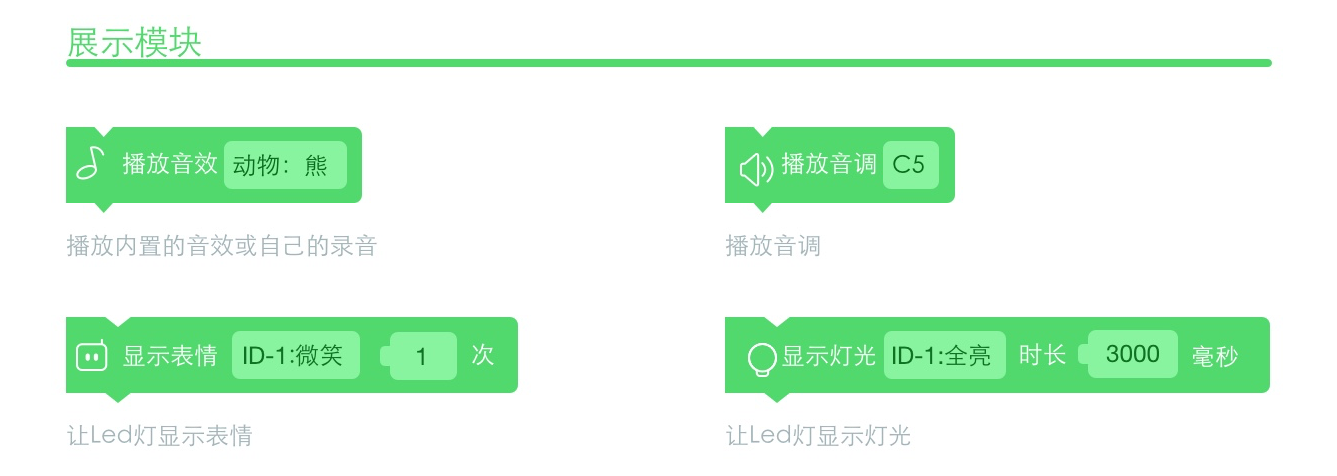 展示模块
播放音效 动物：熊
播放音调 C5
播放内置的音效或自己的录音
播放音调
显示表情 ID-1:微笑 1 次
显示灯光 ID-1:全亮 时长 3000 毫秒
让Led灯显示表情
让Led灯显示灯光